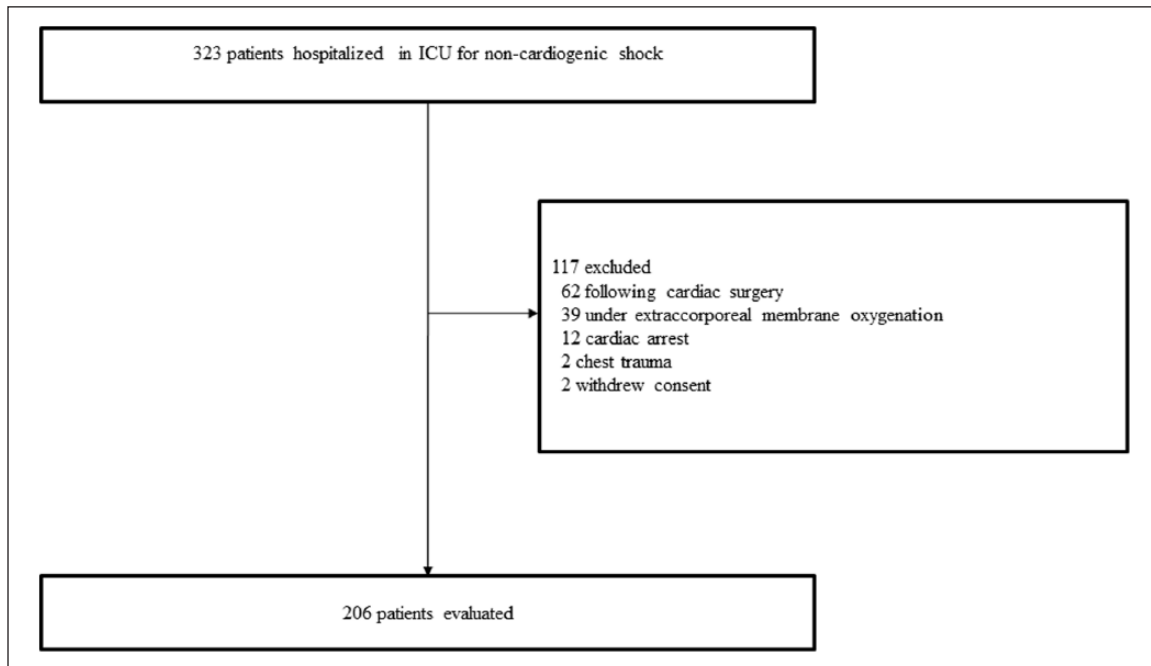 323 patients hospitalized in ICU for non-cardiogenic shock
117 excluded
62 following cardiac surgery
39 under extraccorporeal membrane oxygenation
12 cardiac arrest
2 chest trauma
2 withdrew consent
206 patients evaluated